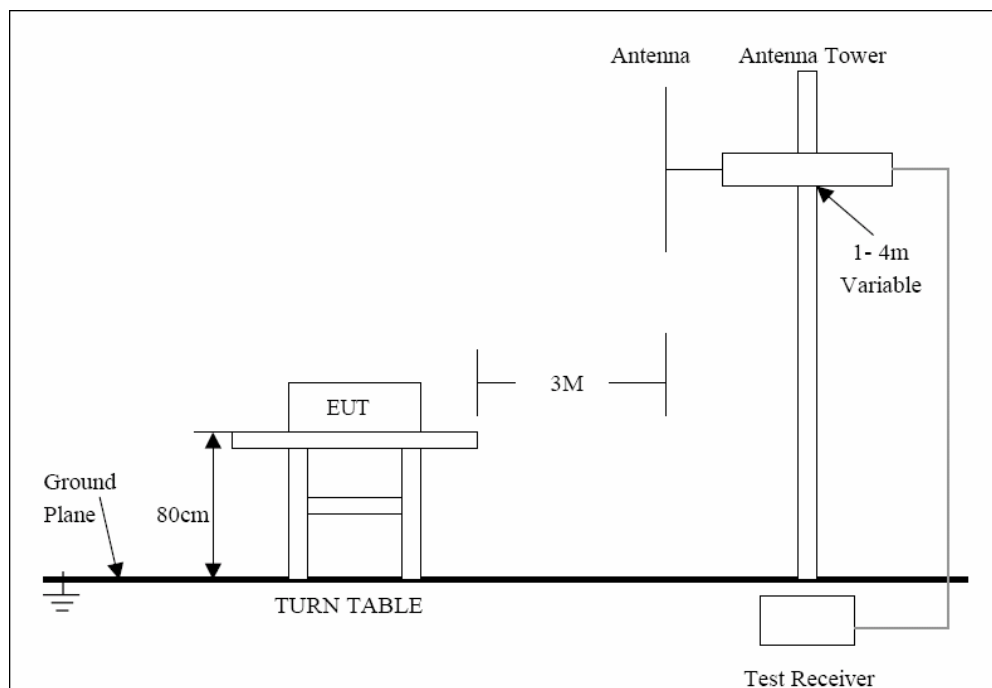 Antenna
Antenna Tower
1- 4m
Variable
3M
EUT
Ground
Plane
80cm
TURN TABLE
Test Receiver